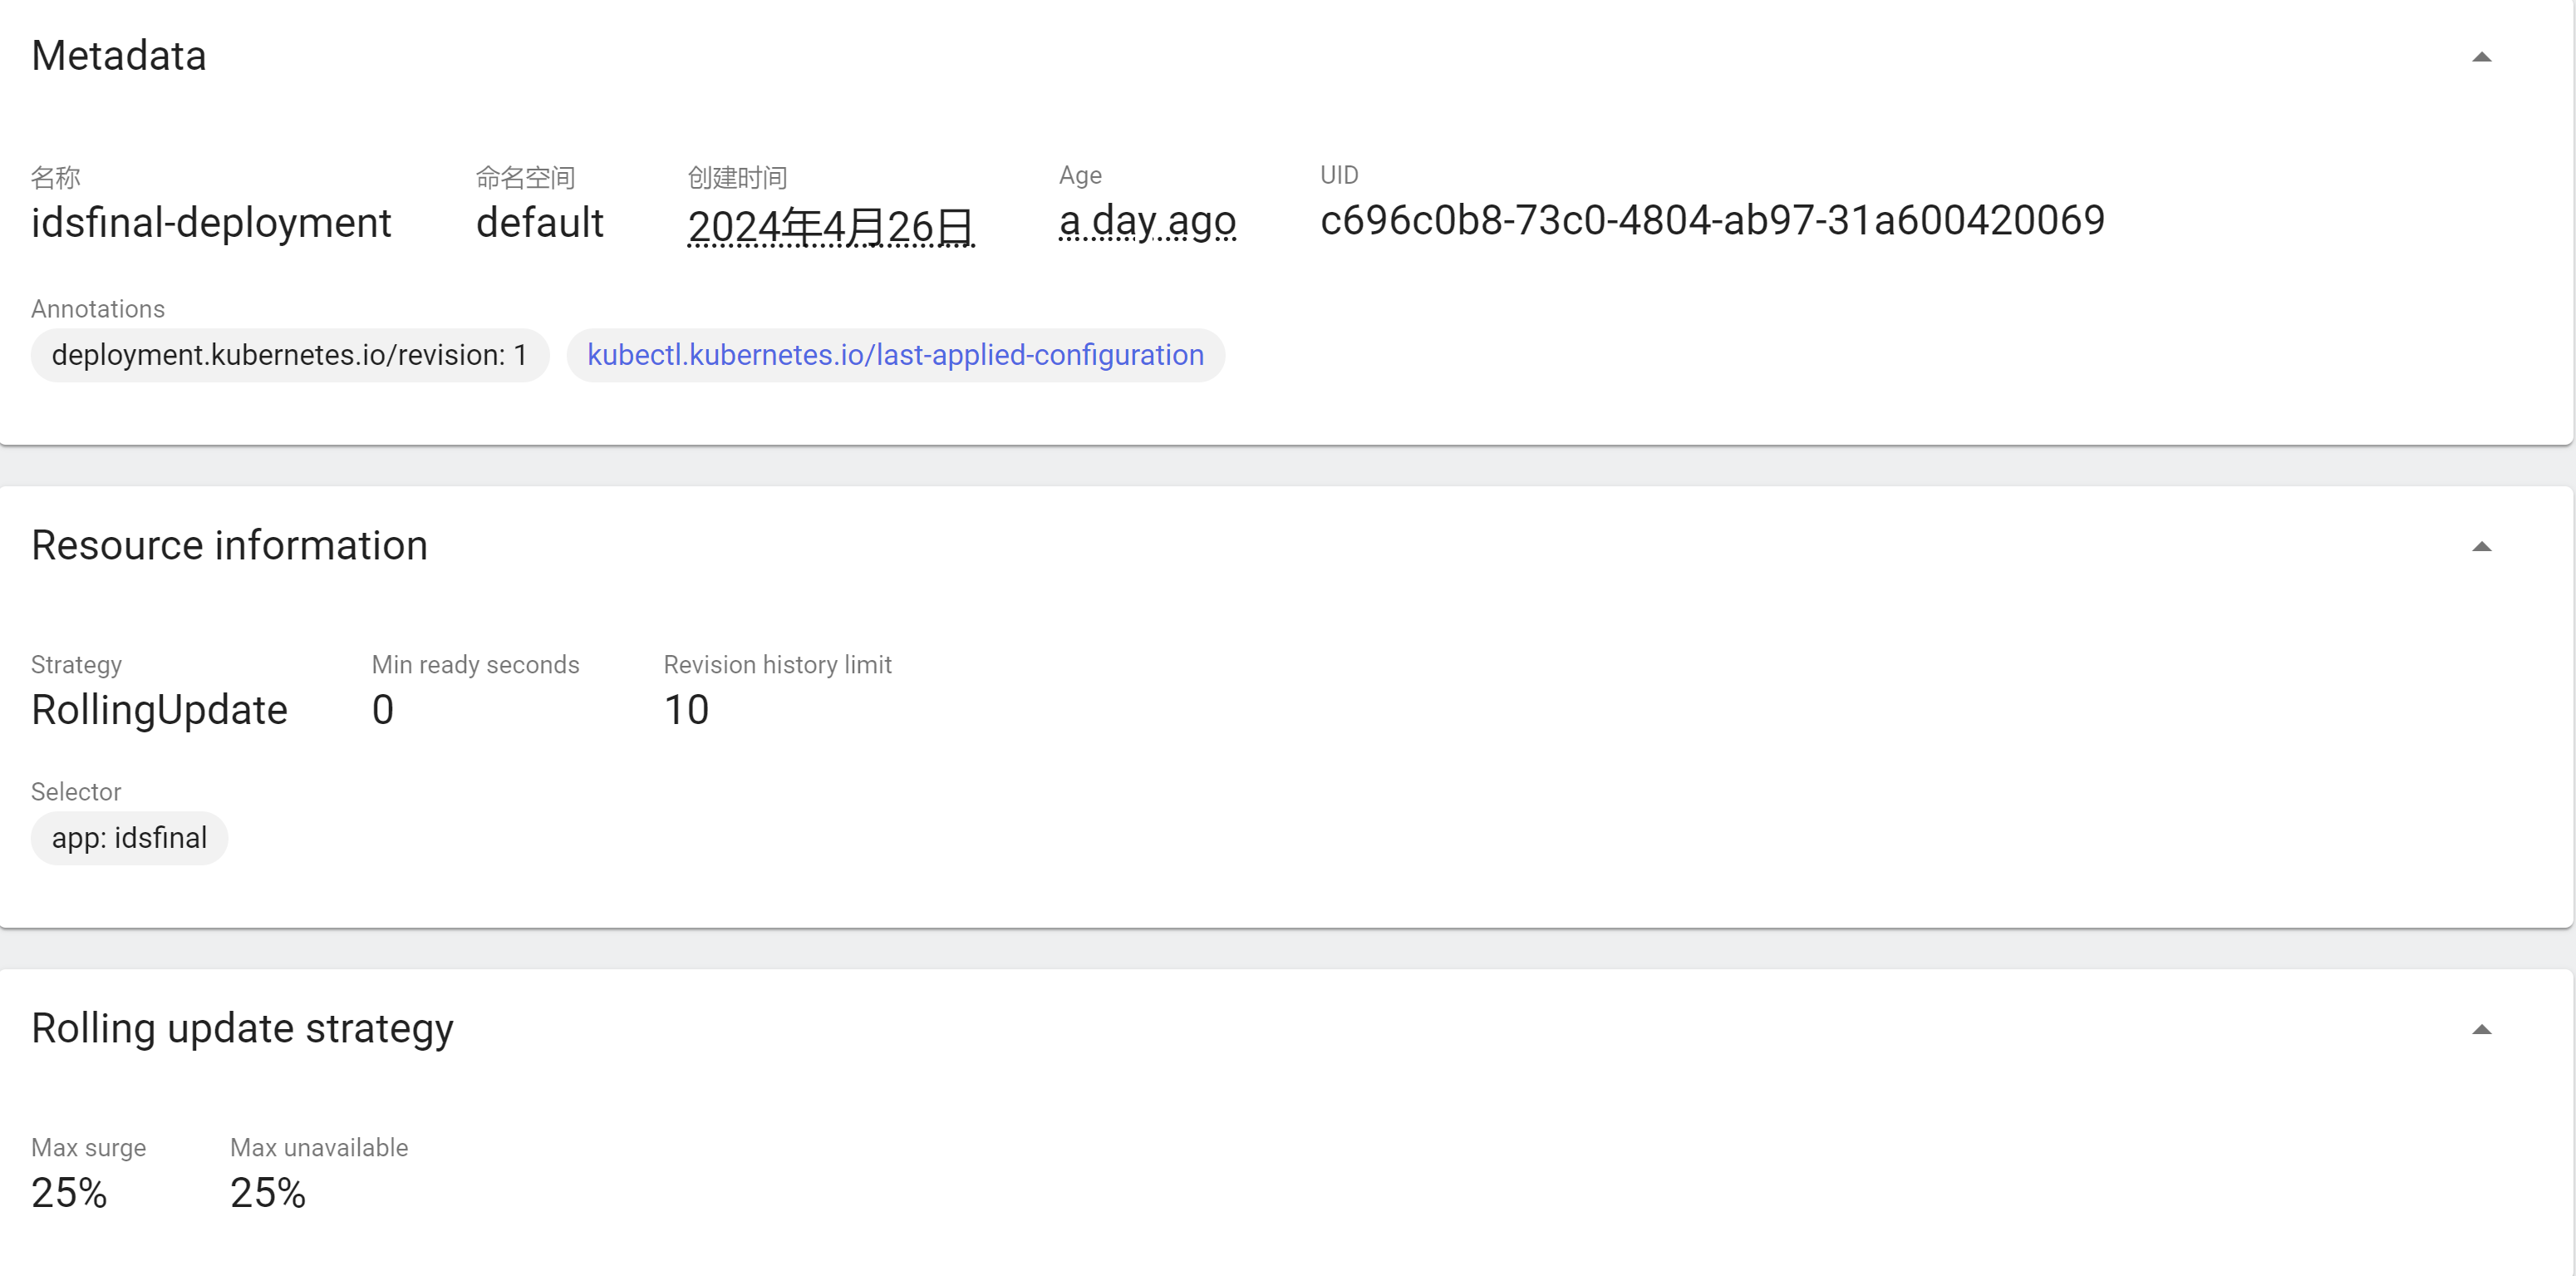 Metadata
名称 命名空间 创建时间 Age UID
idsfinal-deployment default 2024年4月26日 a day ago c696c0b8-73c0-4804-ab97-31a600420069
Annotations
deployment.kubernetes.io/revision: 1 kubectl.kubernetes.io/last-applied-configuration
Resource information
Strategy Min ready seconds Revision history limit
RollingUpdate 0 10
Selector
app: idsfinal
Rolling update strategy
Max surge Max unavailable
25% 25%